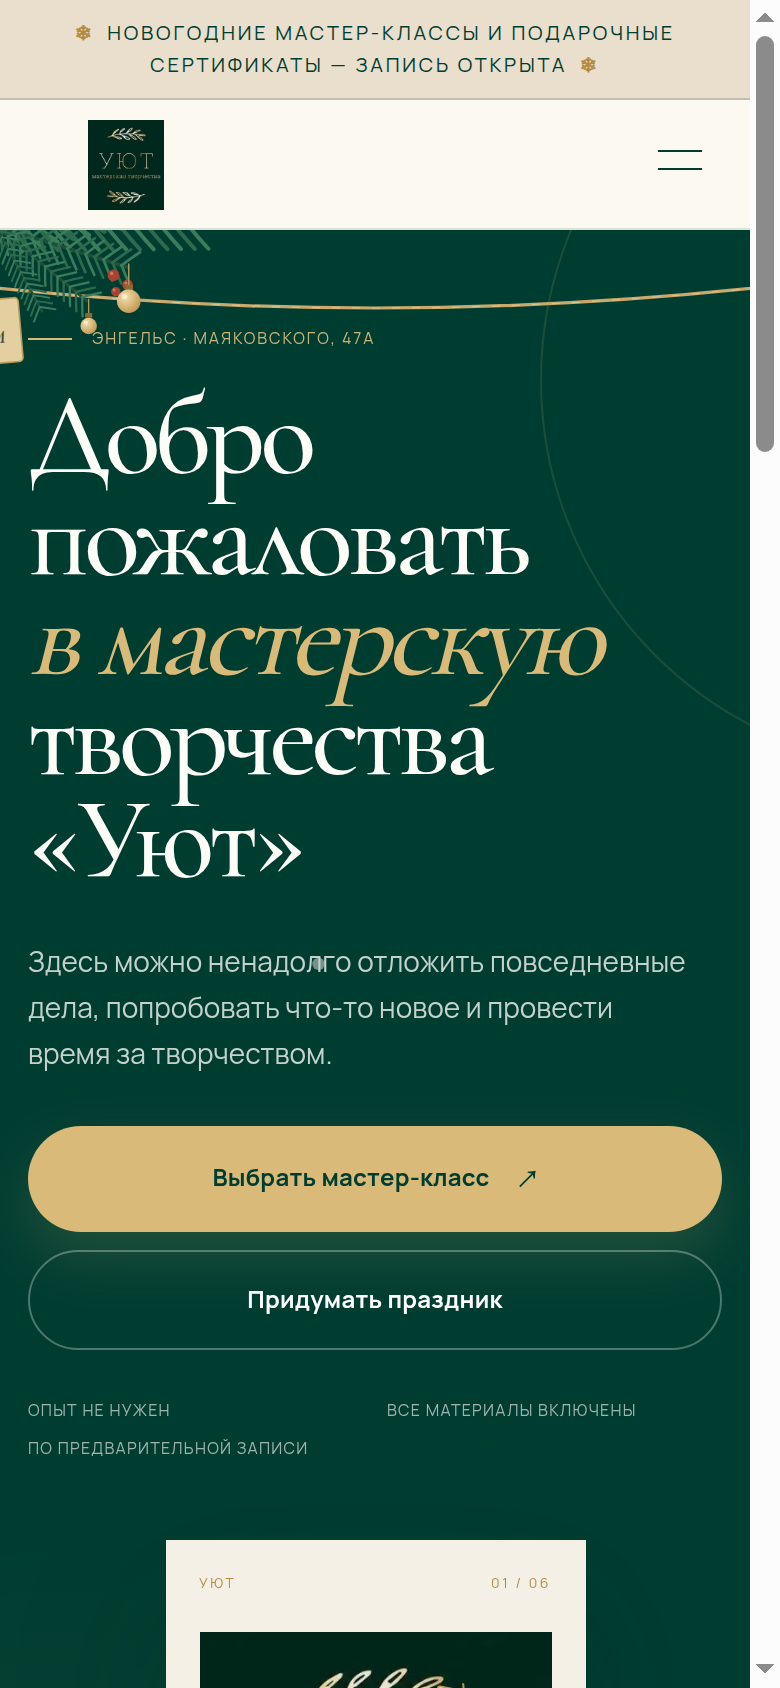 ❄ НОВОГОДНИЕ МАСТЕР-КЛАССЫ И ПОДАРОЧНЫЕ
СЕРТИФИКАТЫ — ЗАПИСЬ ОТКРЫТА ❄
УЮТ
мастерская творчества
ЭНГЕЛЬС · МАЯКОВСКОГО, 47А
Добро
пожаловать
в мастерскую
творчества
«Уют»
Здесь можно ненадолго отложить повседневные
дела, попробовать что-то новое и провести
время за творчеством.
Выбрать мастер-класс ↗
Придумать праздник
ОПЫТ НЕ НУЖЕН
ВСЕ МАТЕРИАЛЫ ВКЛЮЧЕНЫ
ПО ПРЕДВАРИТЕЛЬНОЙ ЗАПИСИ
УЮТ
01 / 06